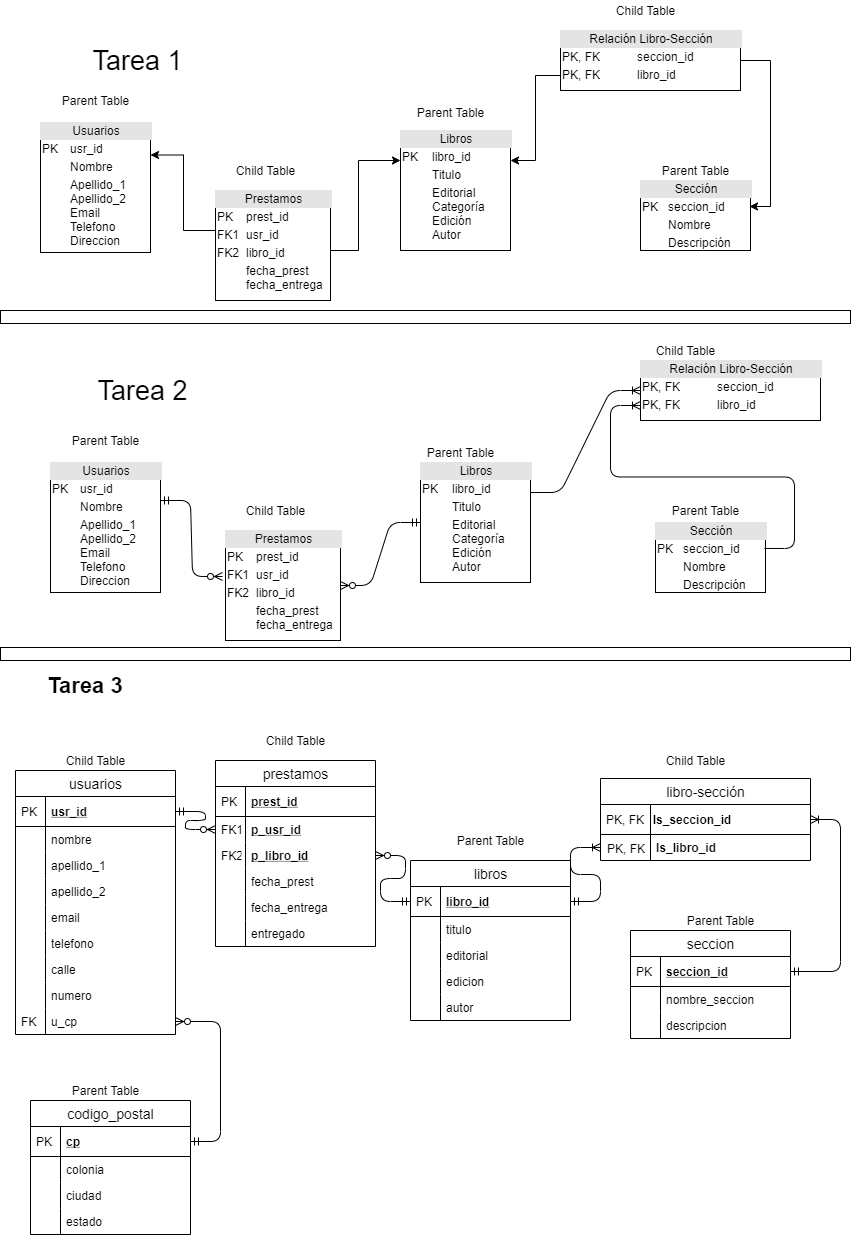 Child Table
Relación Libro-Sección
PK, FK seccion_id
PK, FK libro_id
Tarea 1
Parent Table
Usuarios
PK usr_id
Nombre
Apellido_1
Apellido_2
Email
Telefono
Direccion
Child Table
Prestamos
PK prest_id
FK1 usr_id
FK2 libro_id
fecha_prest
fecha_entrega
Parent Table
Libros
PK libro_id
Titulo
Editorial
Categoría
Edición
Autor
Parent Table
Sección
PK seccion_id
Nombre
Descripción
Tarea 2
Child Table
Relación Libro-Sección
PK, FK seccion_id
PK, FK libro_id
Parent Table
Usuarios
PK usr_id
Nombre
Apellido_1
Apellido_2
Email
Telefono
Direccion
Child Table
Prestamos
PK prest_id
FK1 usr_id
FK2 libro_id
fecha_prest
fecha_entrega
Parent Table
Libros
PK libro_id
Titulo
Editorial
Categoría
Edición
Autor
Parent Table
Sección
PK seccion_id
Nombre
Descripción
Tarea 3
Child Table
usuarios
PK usr_id
nombre
apellido_1
apellido_2
email
telefono
calle
numero
FK u_cp
Child Table
prestamos
PK prest_id
FK1 p_usr_id
FK2 p_libro_id
fecha_prest
fecha_entrega
entregado
Parent Table
libros
PK libro_id
titulo
editorial
edicion
autor
Child Table
libro-sección
PK, FK ls_seccion_id
PK, FK ls_libro_id
Parent Table
seccion
PK seccion_id
nombre_seccion
descripcion
Parent Table
codigo_postal
PK cp
colonia
ciudad
estado